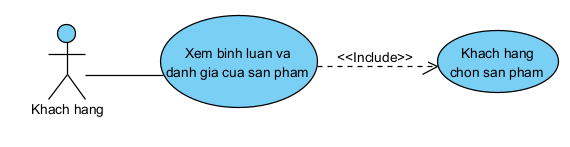 Xem binh luan va
danh gia cua san pham
<<Include>>
Khach hang
chon san pham
Khach hang